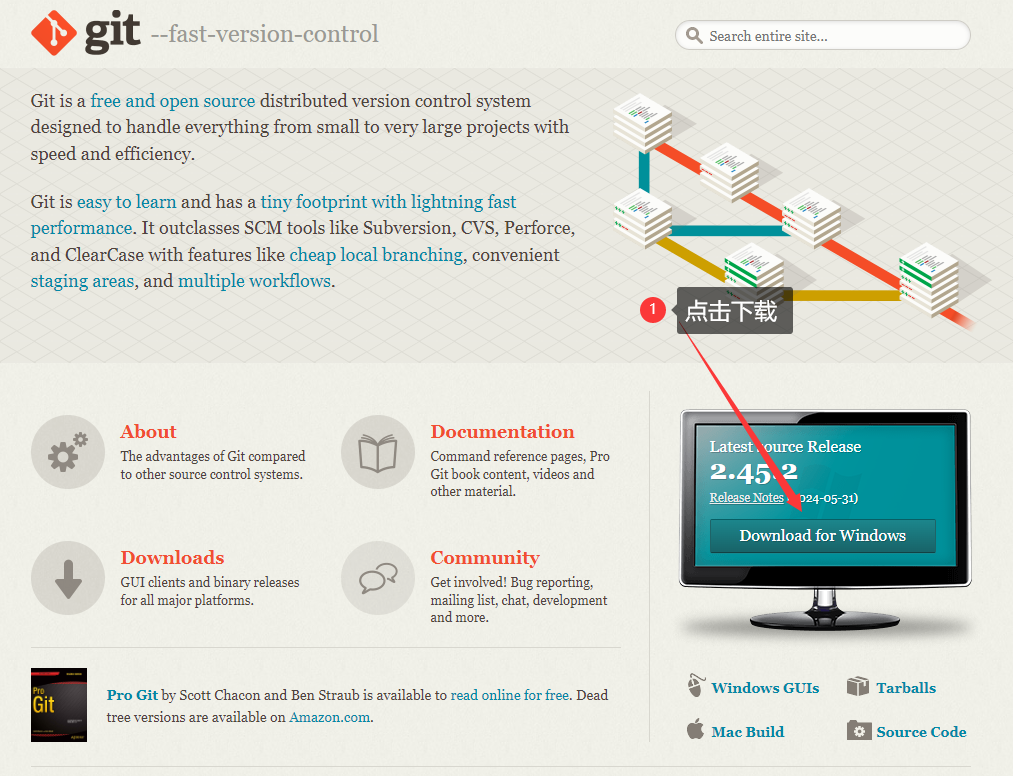 git --fast-version-control
Search entire site...
Git is a free and open source distributed version control system
designed to handle everything from small to very large projects with
speed and efficiency.
Git is easy to learn and has a tiny footprint with lightning fast
performance. It outclasses SCM tools like Subversion, CVS, Perforce,
and ClearCase with features like cheap local branching, convenient
staging areas, and multiple workflows.
1 点击下载
About
The advantages of Git compared
to other source control systems.
Documentation
Command reference pages, Pro
Git book content, videos and
other material.
Downloads
GUI clients and binary releases
for all major platforms.
Community
Get involved! Bug reporting,
mailing list, chat, development
and more.
Pro
Git
Pro Git by Scott Chacon and Ben Straub is available to read online for free. Dead
tree versions are available on Amazon.com.
Latest source Release
2.45.2
Release Notes (2024-05-31)
Download for Windows
Windows GUIs
Tarballs
Mac Build
Source Code